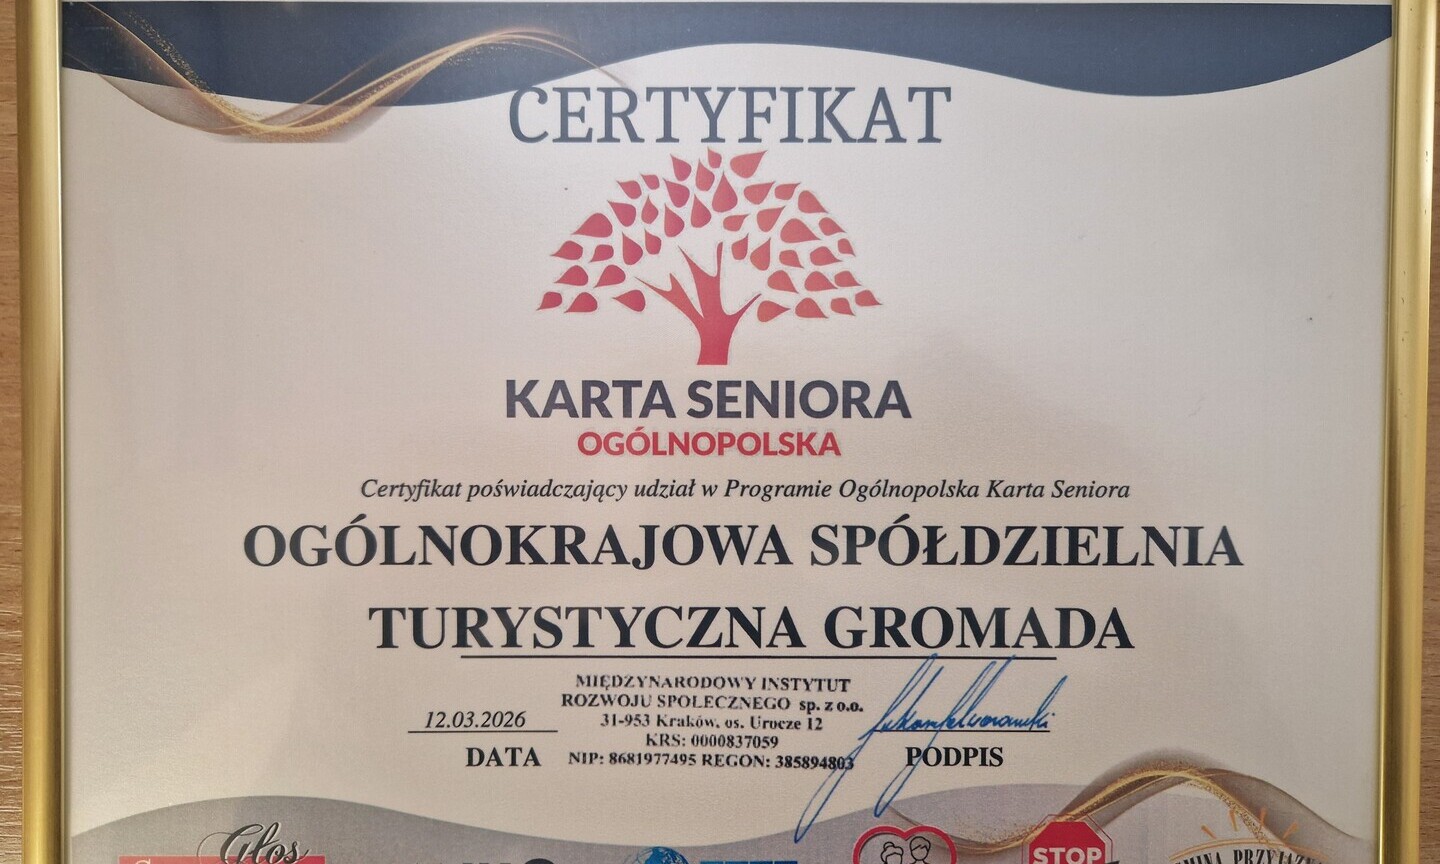 CERTYFIKAT
KARTA SENIORA
OGÓLNOPOLSKA
Certyfikat poświadczający udział w Programie Ogólnopolska Karta Seniora
OGÓLNOKRAJOWA SPÓŁDZIELNIA
TURYSTYCZNA GROMADA
MIĘDZYNARODOWY INSTYTUT
ROZWOJU SPOŁECZNEGO sp. z o.o.
31-953 Kraków, os. Urocze 12
KRS: 0000837059
NIP: 8681977495 REGON: 385894803
12.03.2026
DATA
PODPIS
Głos
STOP